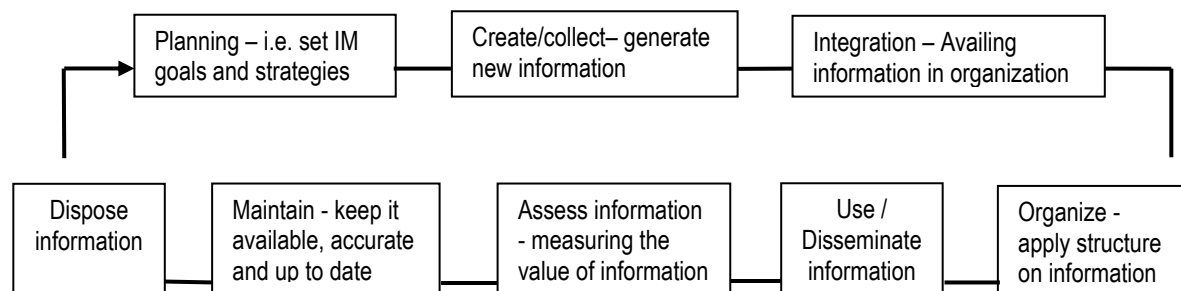 Planning – i.e. set IM
goals and strategies
Create/collect– generate
new information
Integration – Availing
information in organization
Dispose
information
Maintain - keep it
available, accurate
and up to date
Assess information
- measuring the
value of information
Use /
Disseminate
information
Organize -
apply structure
on information